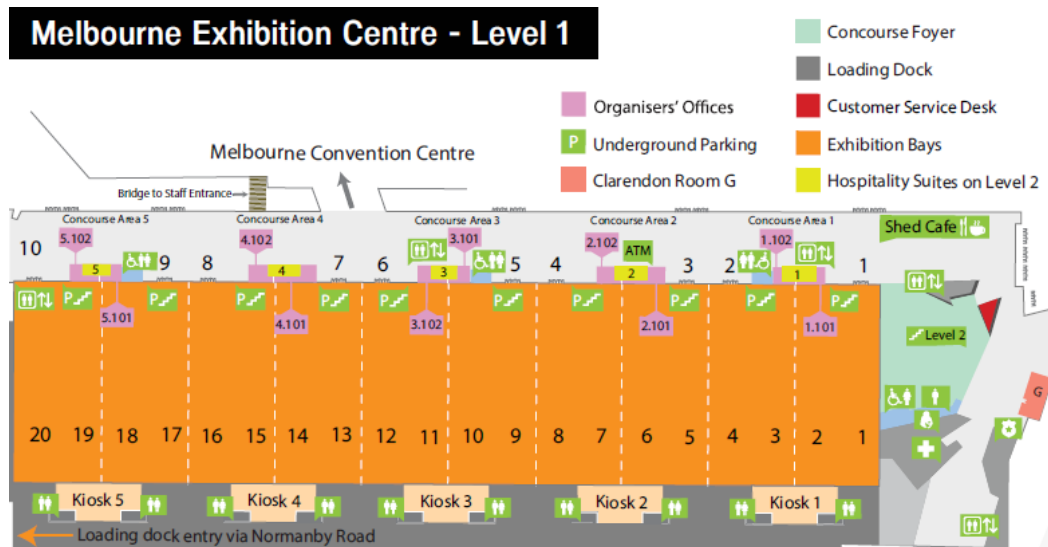 Melbourne Exhibition Centre - Level 1
Concourse Foyer
Loading Dock
Organisers' Offices
Customer Service Desk
P Underground Parking
Exhibition Bays
Clarendon Room G
Hospitality Suites on Level 2
Melbourne Convention Centre
Bridge to Staff Entrance
Concourse Area 5
Concourse Area 4
Concourse Area 3
Concourse Area 2
Concourse Area 1
Shed Cafe
5.102
4.102
3.101
2.102
ATM
1.102
10
9
8
7
6
5
4
3
2
1
5
4
3
2
1
P
P
P
P
P
P
P
P
P
P
5.101
4.101
3.102
2.101
1.101
Level 2
G
20 19 18 17 16 15 14 13 12 11 10 9 8 7 6 5 4 3 2 1
Kiosk 5
Kiosk 4
Kiosk 3
Kiosk 2
Kiosk 1
Loading dock entry via Normanby Road